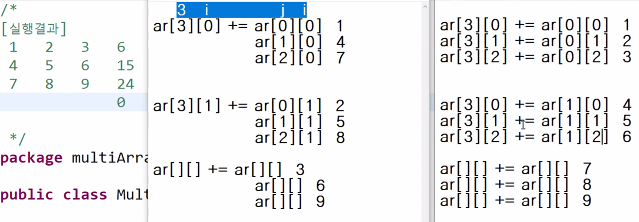 /*
[실행결과]
1 2 3 6
4 5 6 15
7 8 9 24
0
*/
package multiArra
public class Mult
3 i j i
ar[3][0] += ar[0][0] 1
ar[1][0] 4
ar[2][0] 7
ar[3][1] += ar[0][1] 2
ar[1][1] 5
ar[2][1] 8
ar[][] += ar[][] 3
ar[][] 6
ar[][] 9
ar[3][0] += ar[0][0] 1
ar[3][1] += ar[0][1] 2
ar[3][2] += ar[0][2] 3
ar[3][0] += ar[1][0] 4
ar[3][1] += ar[1][1] 5
ar[3][2] += ar[1][2] 6
ar[][] += ar[][] 7
ar[][] += ar[][] 8
ar[][] += ar[][] 9